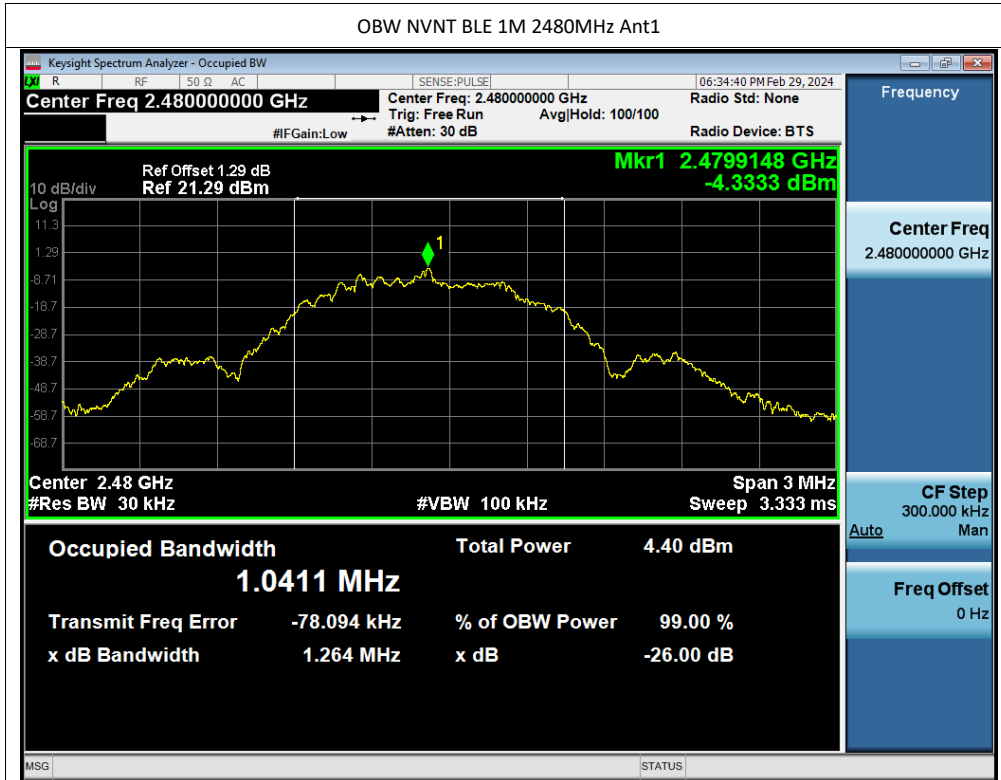 OBW NVNT BLE 1M 2480MHz Ant1
Keysight Spectrum Analyzer - Occupied BW
LXI R RF 50 Ω AC SENSE:PULSE 06:34:40 PM Feb 29, 2024
Center Freq 2.480000000 GHz
Center Freq: 2.480000000 GHz
Radio Std: None
Trig: Free Run Avg|Hold: 100/100
#IFGain:Low
#Atten: 30 dB
Radio Device: BTS
Mkr1 2.4799148 GHz
-4.3333 dBm
Ref Offset 1.29 dB
10 dB/div Ref 21.29 dBm
Log
11.3
1.29
-8.71
-18.7
-28.7
-38.7
-48.7
-58.7
-68.7
1
Center 2.48 GHz Span 3 MHz
#Res BW 30 kHz #VBW 100 kHz Sweep 3.333 ms
Occupied Bandwidth Total Power 4.40 dBm
1.0411 MHz
Transmit Freq Error -78.094 kHz % of OBW Power 99.00 %
x dB Bandwidth 1.264 MHz x dB -26.00 dB
Frequency
Center Freq
2.480000000 GHz
CF Step
300.000 kHz
Auto Man
Freq Offset
0 Hz
MSG STATUS